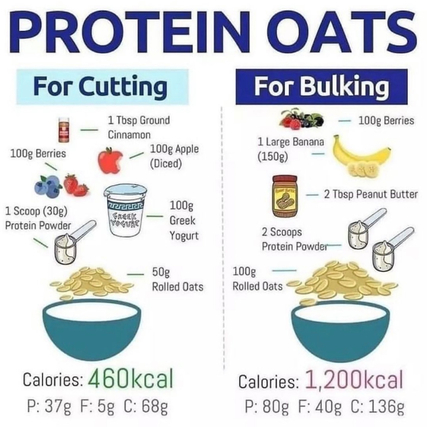 PROTEIN OATS
For Cutting
1 Tbsp Ground
Cinnamon
100g Berries
100g Apple
(Diced)
1 Scoop (30g)
Protein Powder
GREEK
YOGURT
100g
Greek
Yogurt
50g
Rolled Oats
Calories: 460kcal
P: 37g F: 5g C: 68g
For Bulking
100g Berries
1 Large Banana
(150g)
2 Tbsp Peanut Butter
2 Scoops
Protein Powder
100g
Rolled Oats
Calories: 1,200kcal
P: 80g F: 40g C: 136g